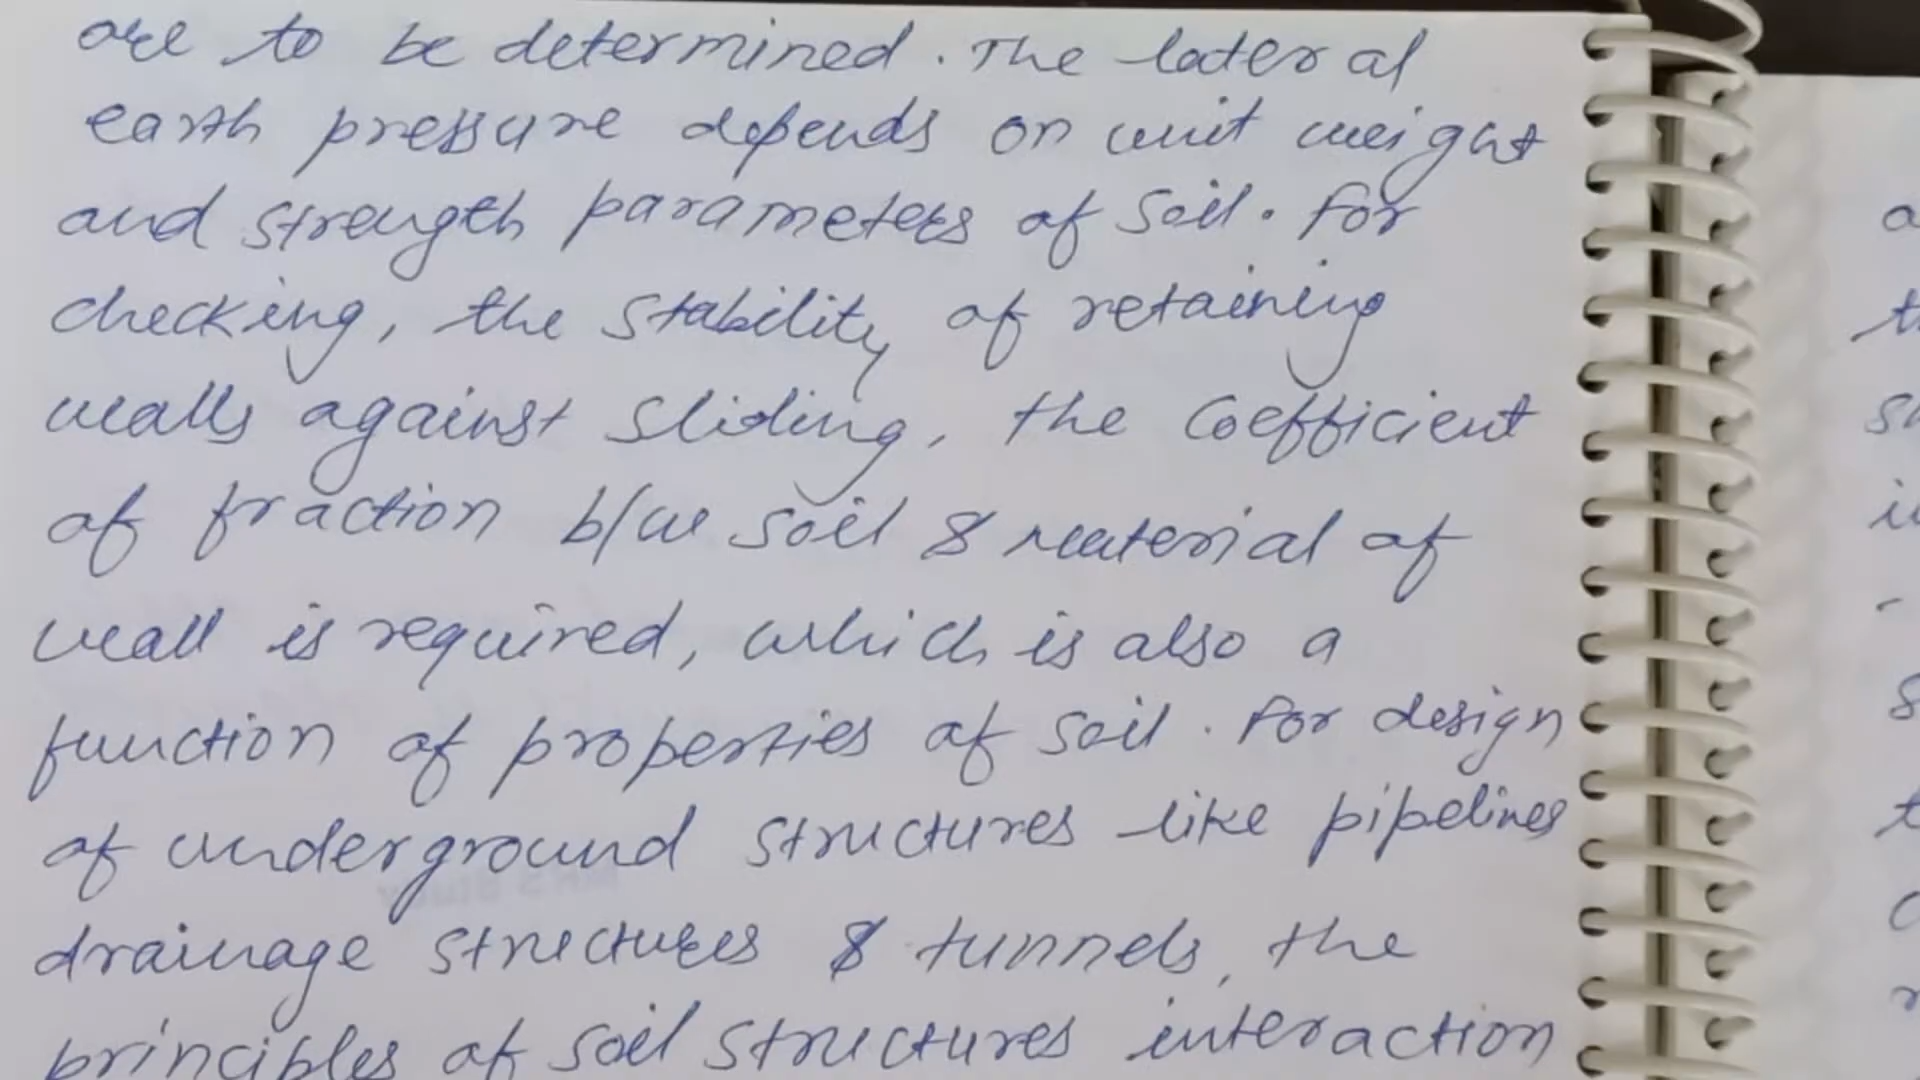 are to be determined. The lateral
earth pressure depends on unit weight
and strength parameters of soil. For
checking, the stability of retaining
walls against sliding, the coefficient
of fraction b/w soil & material of
wall is required, which is also a
function of properties of soil. For design
of underground structures like pipelines
drainage structures & tunnels, the
principles of soil structures interaction